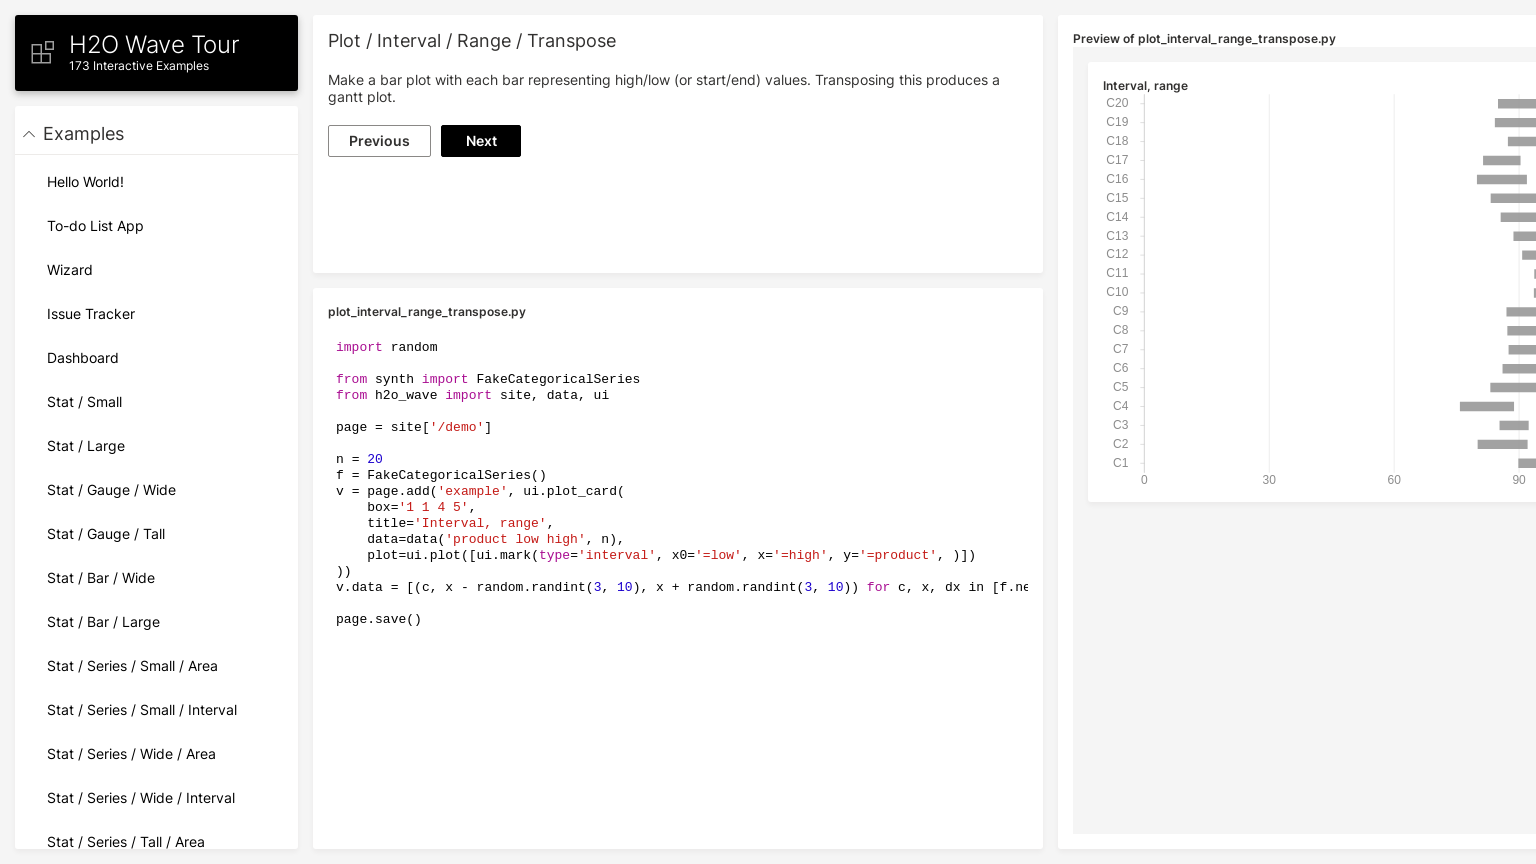 H2O Wave Tour
173 Interactive Examples
Examples
Hello World!
To-do List App
Wizard
Issue Tracker
Dashboard
Stat / Small
Stat / Large
Stat / Gauge / Wide
Stat / Gauge / Tall
Stat / Bar / Wide
Stat / Bar / Large
Stat / Series / Small / Area
Stat / Series / Small / Interval
Stat / Series / Wide / Area
Stat / Series / Wide / Interval
Stat / Series / Tall / Area
Plot / Interval / Range / Transpose
Make a bar plot with each bar representing high/low (or start/end) values. Transposing this produces a
gantt plot.
Previous
Next
plot_interval_range_transpose.py
import random
from synth import FakeCategoricalSeries
from h2o_wave import site, data, ui
page = site['/demo']
n = 20
f = FakeCategoricalSeries()
v = page.add('example', ui.plot_card(
    box='1 1 4 5',
    title='Interval, range',
    data=data('product low high', n),
    plot=ui.plot([ui.mark(type='interval', x0='=low', x='=high', y='=product', )])
))
v.data = [(c, x - random.randint(3, 10), x + random.randint(3, 10)) for c, x, dx in [f.ne
page.save()
Preview of plot_interval_range_transpose.py
Interval, range
C20
C19
C18
C17
C16
C15
C14
C13
C12
C11
C10
C9
C8
C7
C6
C5
C4
C3
C2
C1
0 30 60 90